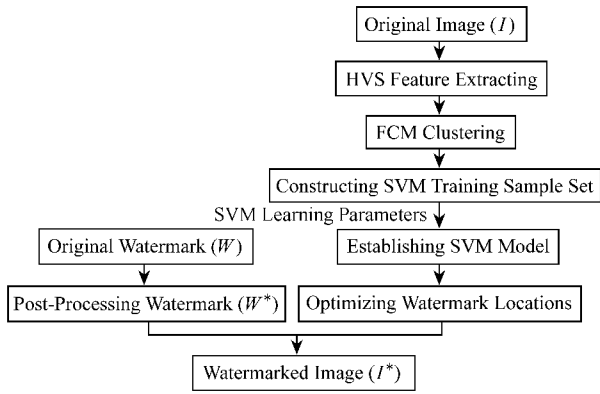 Original Image (I)
HVS Feature Extracting
FCM Clustering
Constructing SVM Training Sample Set
SVM Learning Parameters
Original Watermark (W)
Establishing SVM Model
Post-Processing Watermark (W*)
Optimizing Watermark Locations
Watermarked Image (I*)